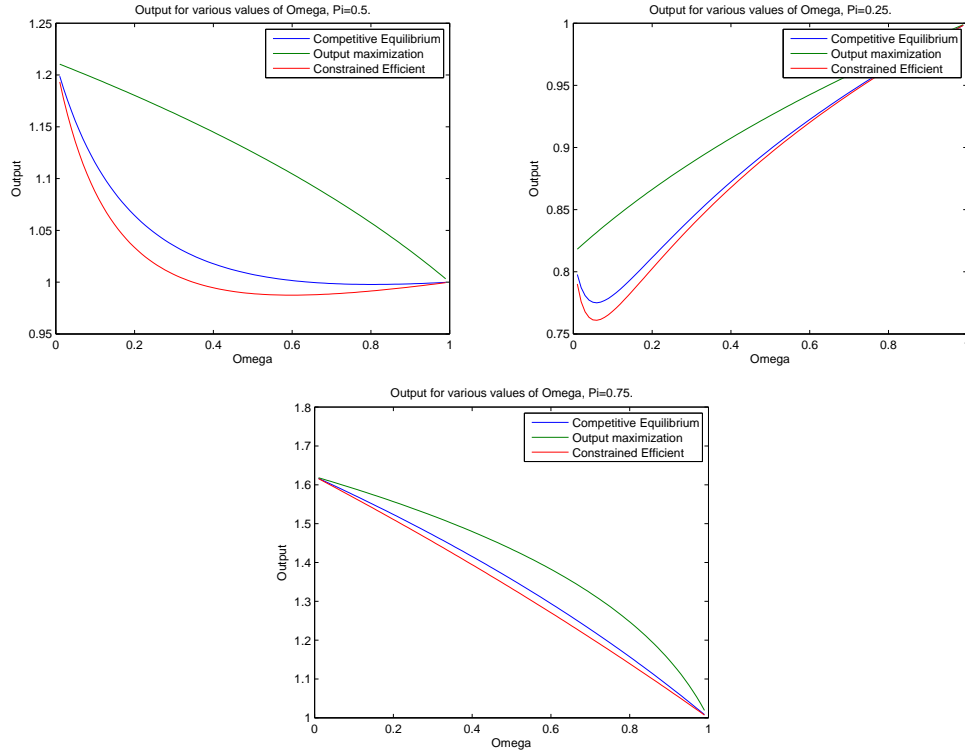 Output for various values of Omega, Pi=0.5.
1.25
1.2
1.15
1.1
1.05
1
0.95
Output
0
0.2
0.4
0.6
0.8
1
Omega
Competitive Equilibrium
Output maximization
Constrained Efficient
Output for various values of Omega, Pi=0.25.
1
0.95
0.9
0.85
0.8
0.75
Output
0
0.2
0.4
0.6
0.8
1
Omega
Competitive Equilibrium
Output maximization
Constrained Efficient
Output for various values of Omega, Pi=0.75.
1.8
1.7
1.6
1.5
1.4
1.3
1.2
1.1
1
Output
0
0.2
0.4
0.6
0.8
1
Omega
Competitive Equilibrium
Output maximization
Constrained Efficient